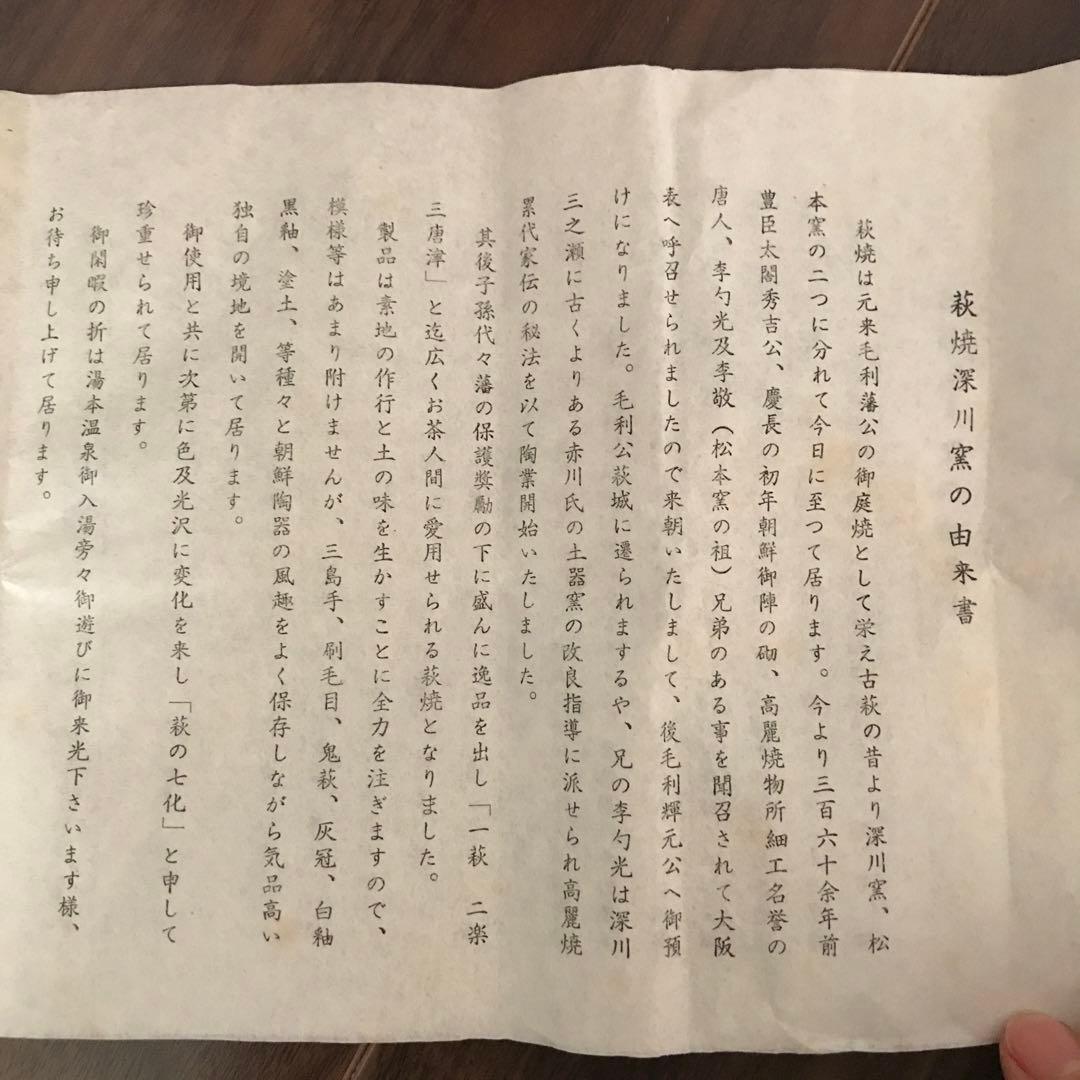 萩焼深川窯の由来書
萩焼は元来毛利藩公の御庭焼として栄え古萩の昔より深川窯、松
本窯の二つに分れて今日に至つて居ります。今より三百六十余年前
豊臣太閤秀吉公、慶長の初年朝鮮御陣の砌、高麗焼物所細工名誉の
唐人、李勺光及李敬（松本窯の祖）兄弟のある事を聞召されて大阪
表へ呼召せられましたので来朝いたしまして、後毛利輝元公へ御預
けになりました。毛利公萩城に遷られまするや、兄の李勺光は深川
三之瀬に古くよりある赤川氏の土器窯の改良指導に派せられ高麗焼
累代家伝の秘法を以て陶業開始いたしました。
其後子孫代々藩の保護奨励の下に盛んに逸品を出し「一萩　二楽
三唐津」と迄広くお茶人間に愛用せられる萩焼となりました。
製品は素地の作行と土の味を生かすことに全力を注ぎますので、
模様等はあまり附けませんが、三島手、刷毛目、鬼萩、灰冠、白釉
黒釉、塗土、等種々と朝鮮陶器の風趣をよく保存しながら気品高い
独自の境地を開いて居ります。
御使用と共に次第に色及光沢に変化を来し「萩の七化」と申して
珍重せられて居ります。
御閑暇の折は湯本温泉御入湯旁々御遊びに御来光下さいます様、
お待ち申し上げて居ります。